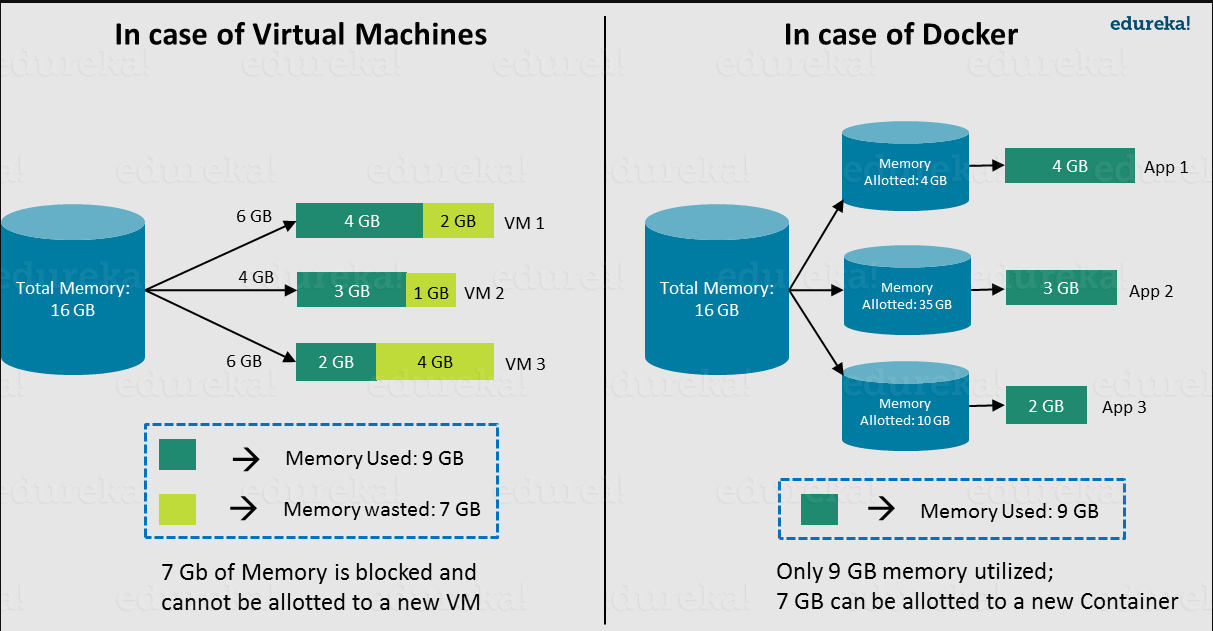 In case of Virtual Machines
Total Memory:
16 GB
6 GB
4 GB
2 GB
VM 1
4 GB
3 GB
1 GB
VM 2
6 GB
2 GB
4 GB
VM 3
Memory Used: 9 GB
Memory wasted: 7 GB
7 Gb of Memory is blocked and
cannot be allotted to a new VM
In case of Docker
edureka!
Total Memory:
16 GB
Memory
Allotted: 4 GB
4 GB
App 1
Memory
Allotted: 35 GB
3 GB
App 2
Memory
Allotted: 10 GB
2 GB
App 3
Memory Used: 9 GB
Only 9 GB memory utilized;
7 GB can be allotted to a new Container